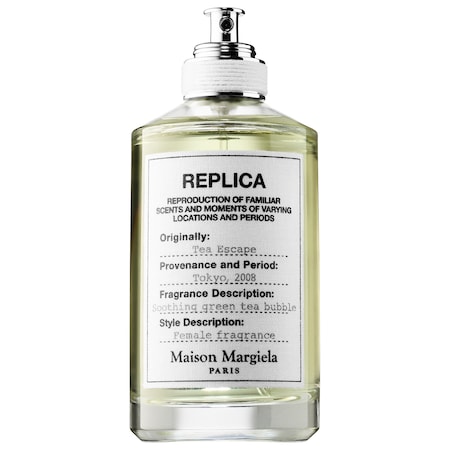 REPLICA
REPRODUCTION OF FAMILIAR
SCENTS AND MOMENTS OF VARYING
LOCATIONS AND PERIODS
Originally:
Tea Escape
Provenance and Period:
Tokyo, 2008
Fragrance Description:
Soothing green tea bubble
Style Description:
Female fragrance
Maison Margiela
PARIS